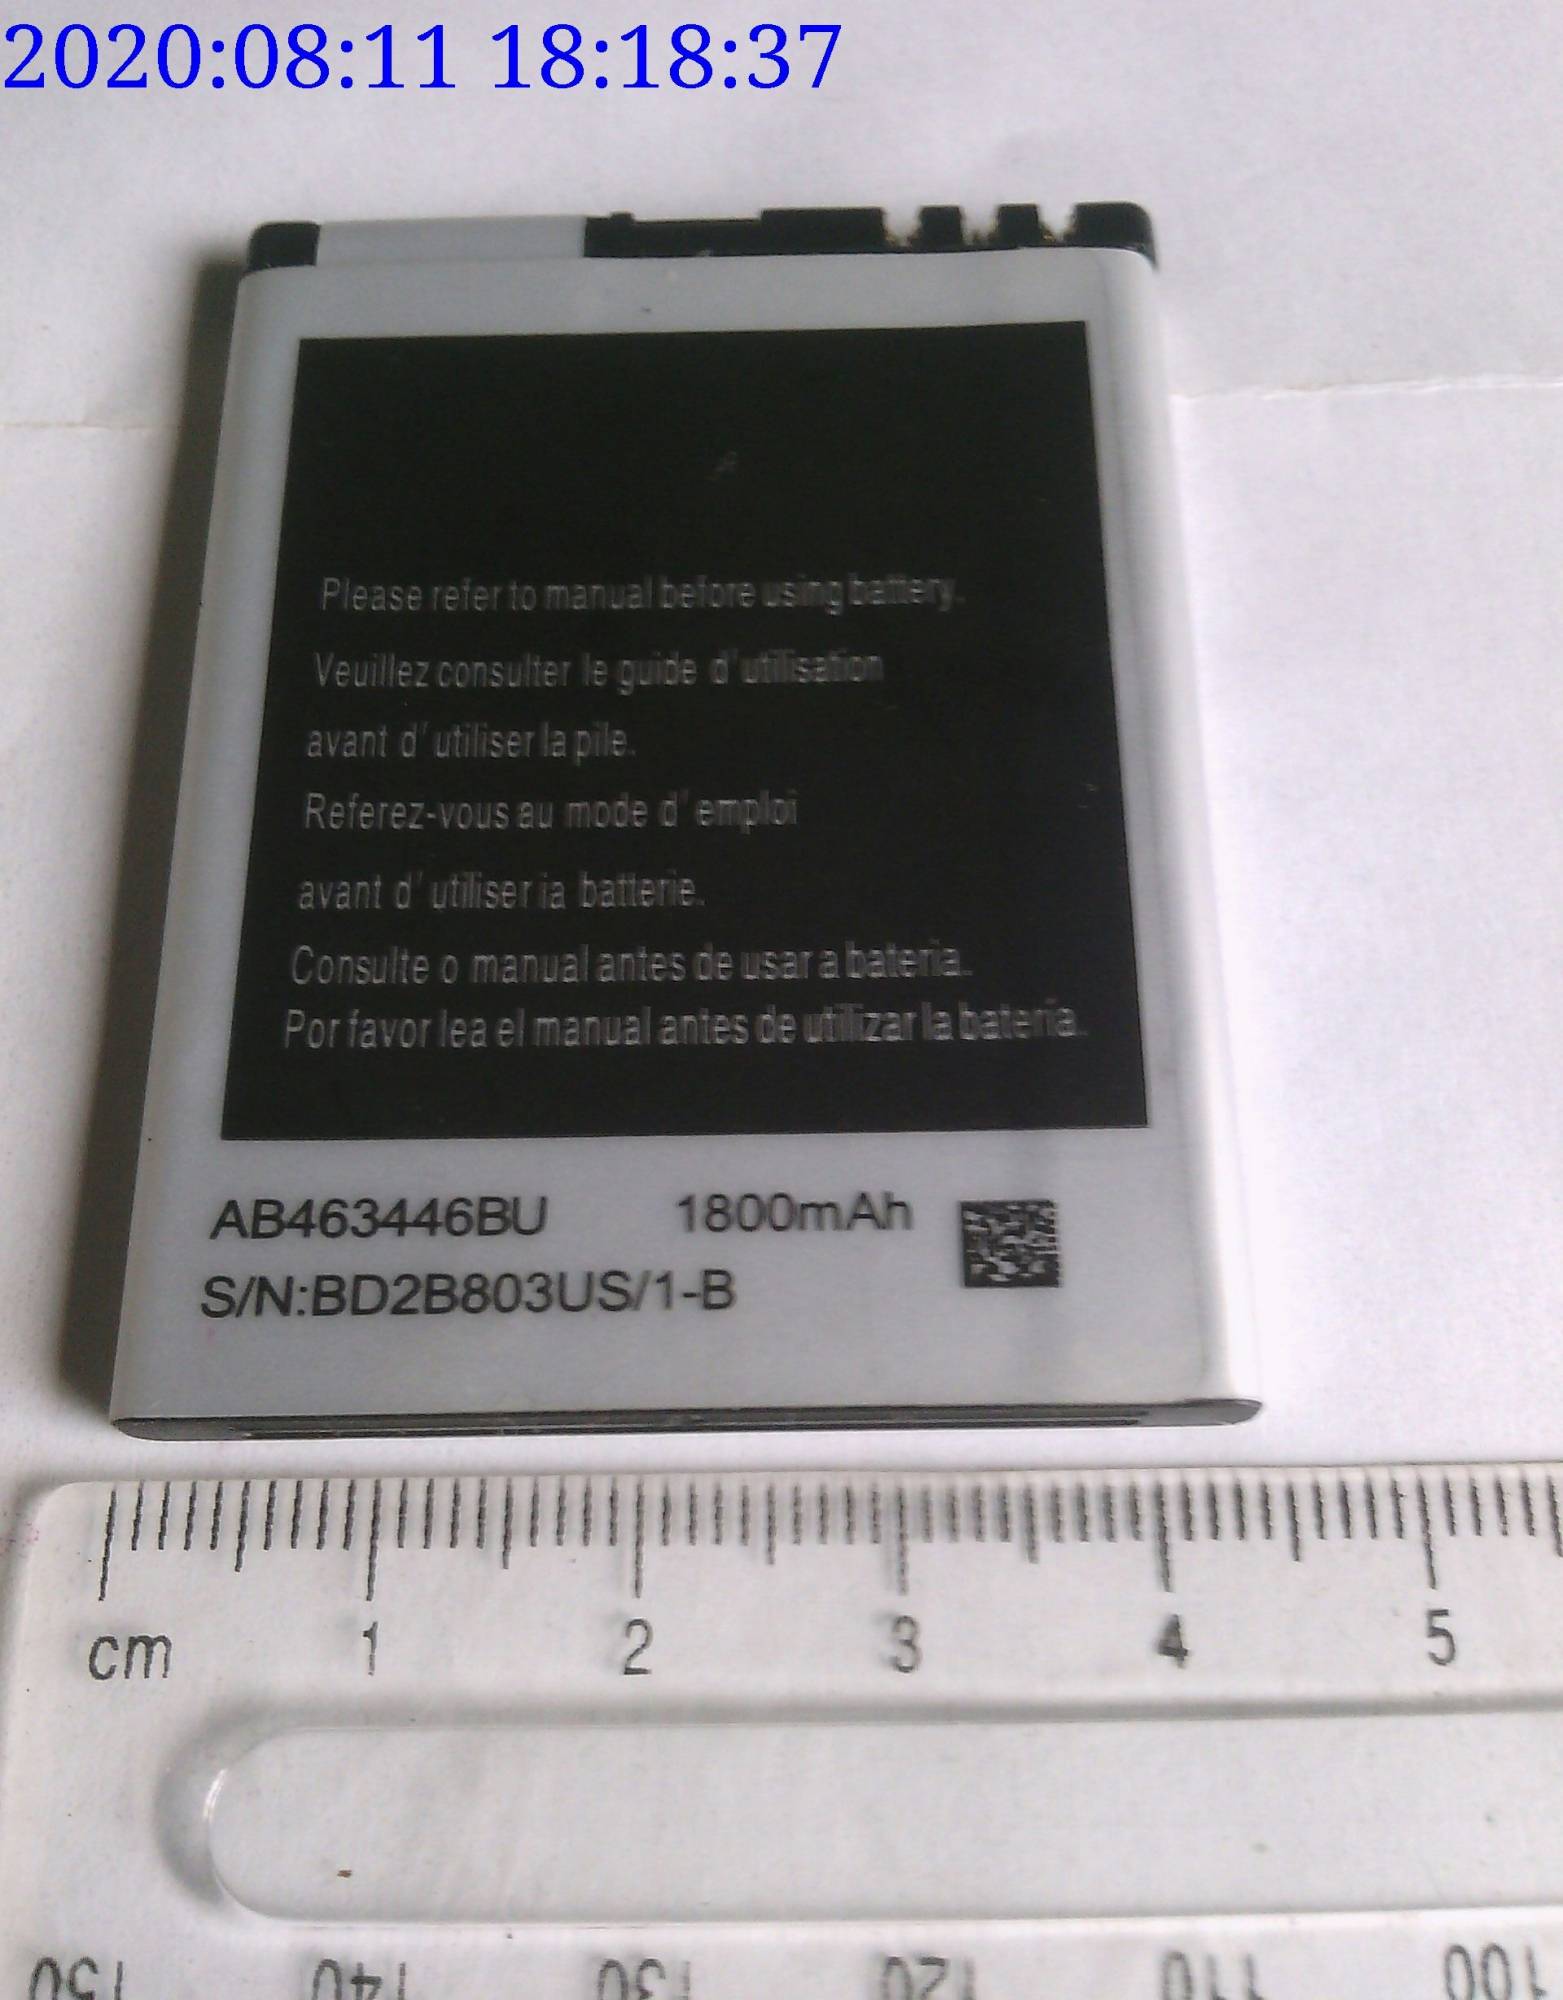 2020:08:11 18:18:37
Please refer to manual before using battery.
Veuillez consulter le guide d'utilisation
avant d'utiliser la pile.
Referez-vous au mode d'emploi
avant d'utiliser ia batterie.
Consulte o manual antes de usar a bateria.
Por favor lea el manual antes de utilizar la batería.
AB463446BU 1800mAh
S/N:BD2B803US/1-B
cm 1 2 3 4 5
150 140 130 120 110 100